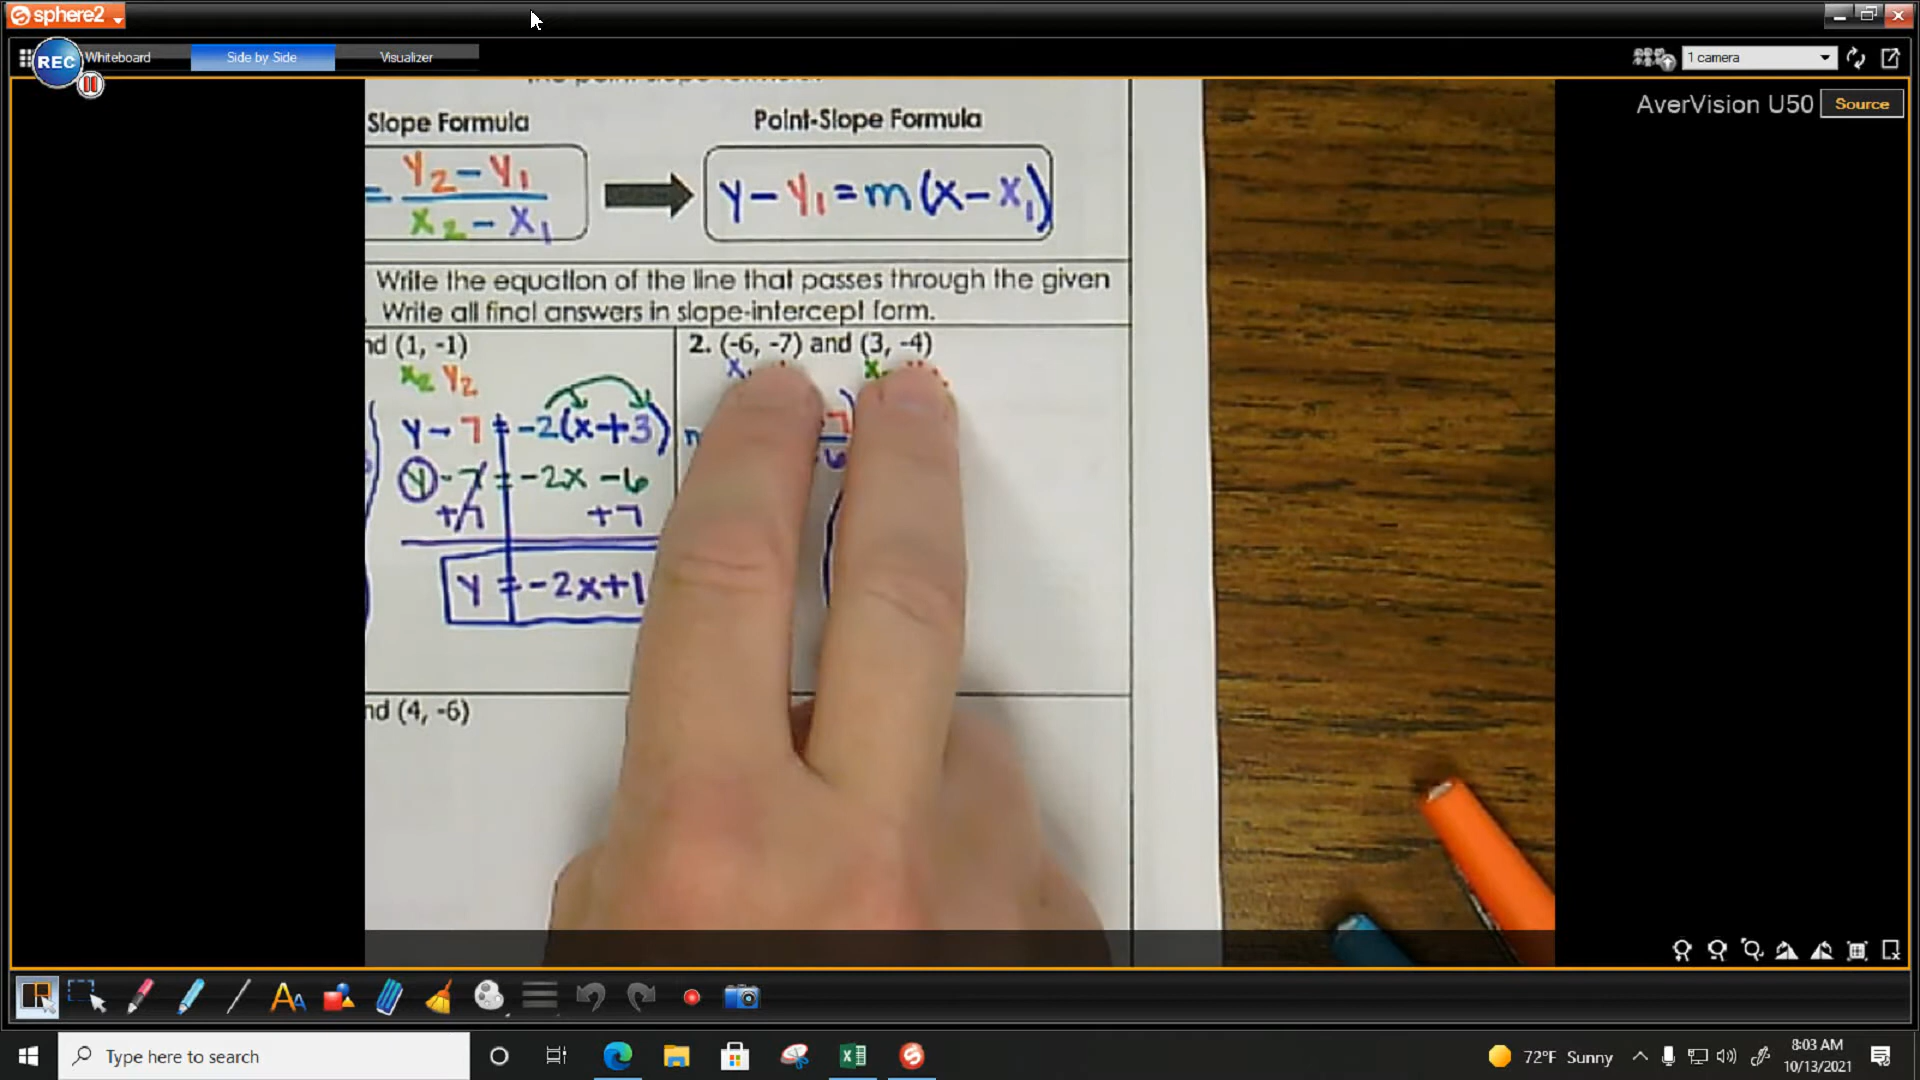 sphere2
REC
Whiteboard
Side by Side
Visualizer
1 camera
AverVision U50
Source
Slope Formula
Point-Slope Formula
= Y2 - Y1
X2 - X1
Y - Y1 = m(x - X1)
Write the equation of the line that passes through the given
Write all final answers in slope-intercept form.
nd (1, -1)
X2 Y2
Y - 7 = -2(x+3)
Y - 7 = -2x - 6
+7 +7
Y = -2x+1
2. (-6, -7) and (3, -4)
nd (4, -6)
Type here to search
72°F Sunny
8:03 AM
10/13/2021